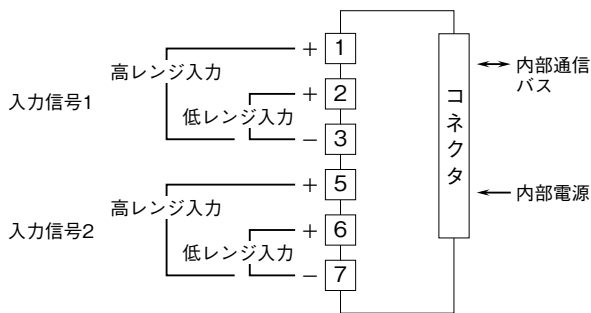 入力信号1
高レンジ入力
低レンジ入力
+ 1
+ 2
− 3
入力信号2
高レンジ入力
低レンジ入力
+ 5
+ 6
− 7
コネクタ
内部通信
バス
内部電源